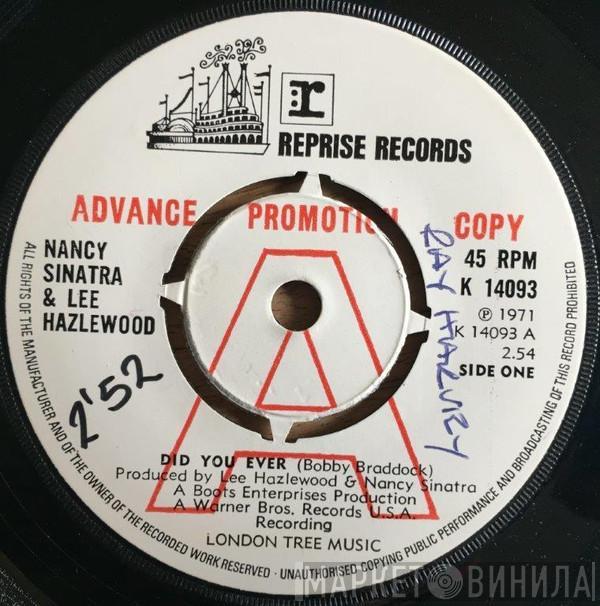 52
r
REPRISE RECORDS
ADVANCE PROMOTION COPY
NANCY
SINATRA
& LEE
HAZLEWOOD
45 RPM
K 14093
℗ 1971
K 14093 A
2.54
SIDE ONE
RAY HARVEY
2'52
A
DID YOU EVER (Bobby Braddock)
Produced by Lee Hazlewood & Nancy Sinatra
A Boots Enterprises Production
A Warner Bros. Records U.S.A.
Recording
LONDON TREE MUSIC
ALL RIGHTS OF THE MANUFACTURER AND OF THE OWNER OF THE RECORDED WORK RESERVED - UNAUTHORISED COPYING PUBLIC PERFORMANCE AND BROADCASTING OF THIS RECORD PROHIBITED
МАРКЕТ ВИНИЛА